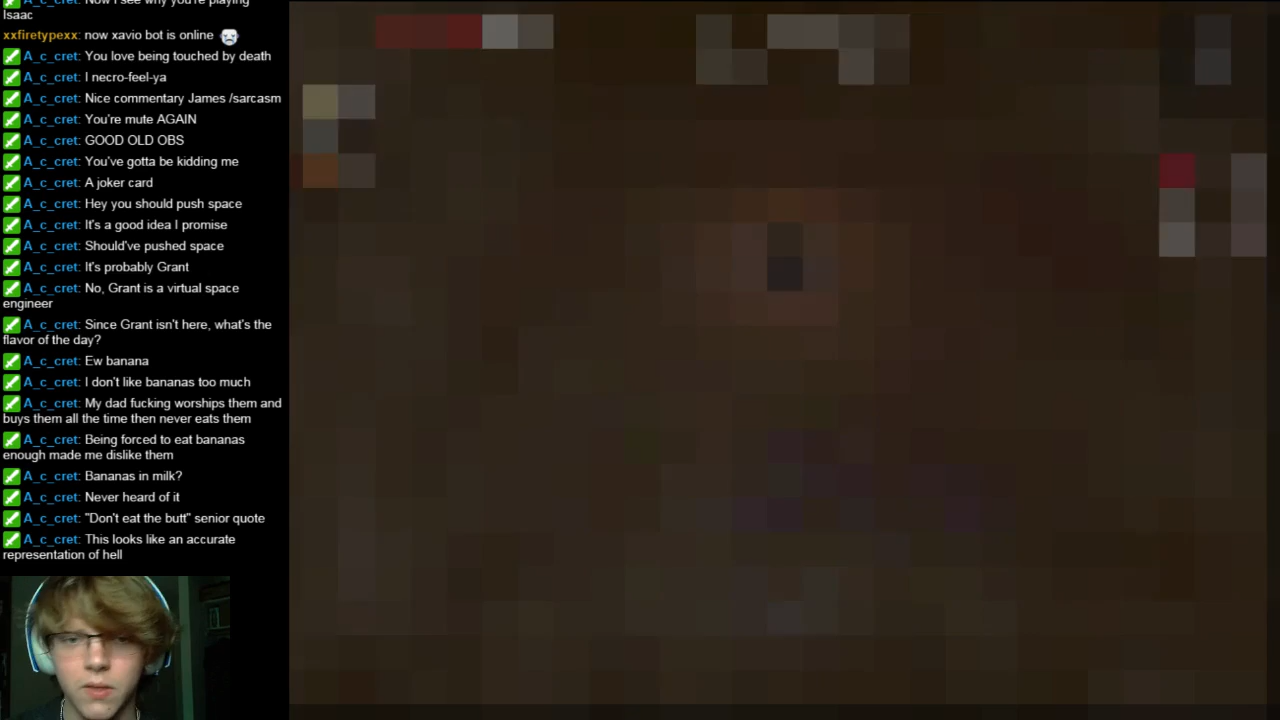 A_c_cret: Now I see why you're playing
Isaac
xxfiretypexx: now xavio bot is online
A_c_cret: You love being touched by death
A_c_cret: I necro-feel-ya
A_c_cret: Nice commentary James /sarcasm
A_c_cret: You're mute AGAIN
A_c_cret: GOOD OLD OBS
A_c_cret: You've gotta be kidding me
A_c_cret: A joker card
A_c_cret: Hey you should push space
A_c_cret: It's a good idea I promise
A_c_cret: Should've pushed space
A_c_cret: It's probably Grant
A_c_cret: No, Grant is a virtual space
engineer
A_c_cret: Since Grant isn't here, what's the
flavor of the day?
A_c_cret: Ew banana
A_c_cret: I don't like bananas too much
A_c_cret: My dad fucking worships them and
buys them all the time then never eats them
A_c_cret: Being forced to eat bananas
enough made me dislike them
A_c_cret: Bananas in milk?
A_c_cret: Never heard of it
A_c_cret: "Don't eat the butt" senior quote
A_c_cret: This looks like an accurate
representation of hell